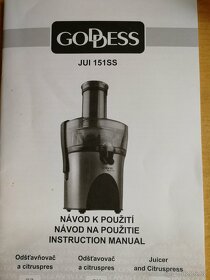 GODDESS
JUI 151SS
NÁVOD K POUŽITÍ
NÁVOD NA POUŽITIE
INSTRUCTION MANUAL
Odšťavňovač Odšťavovač Juicer
a citruspres a citruspres and Citruspress